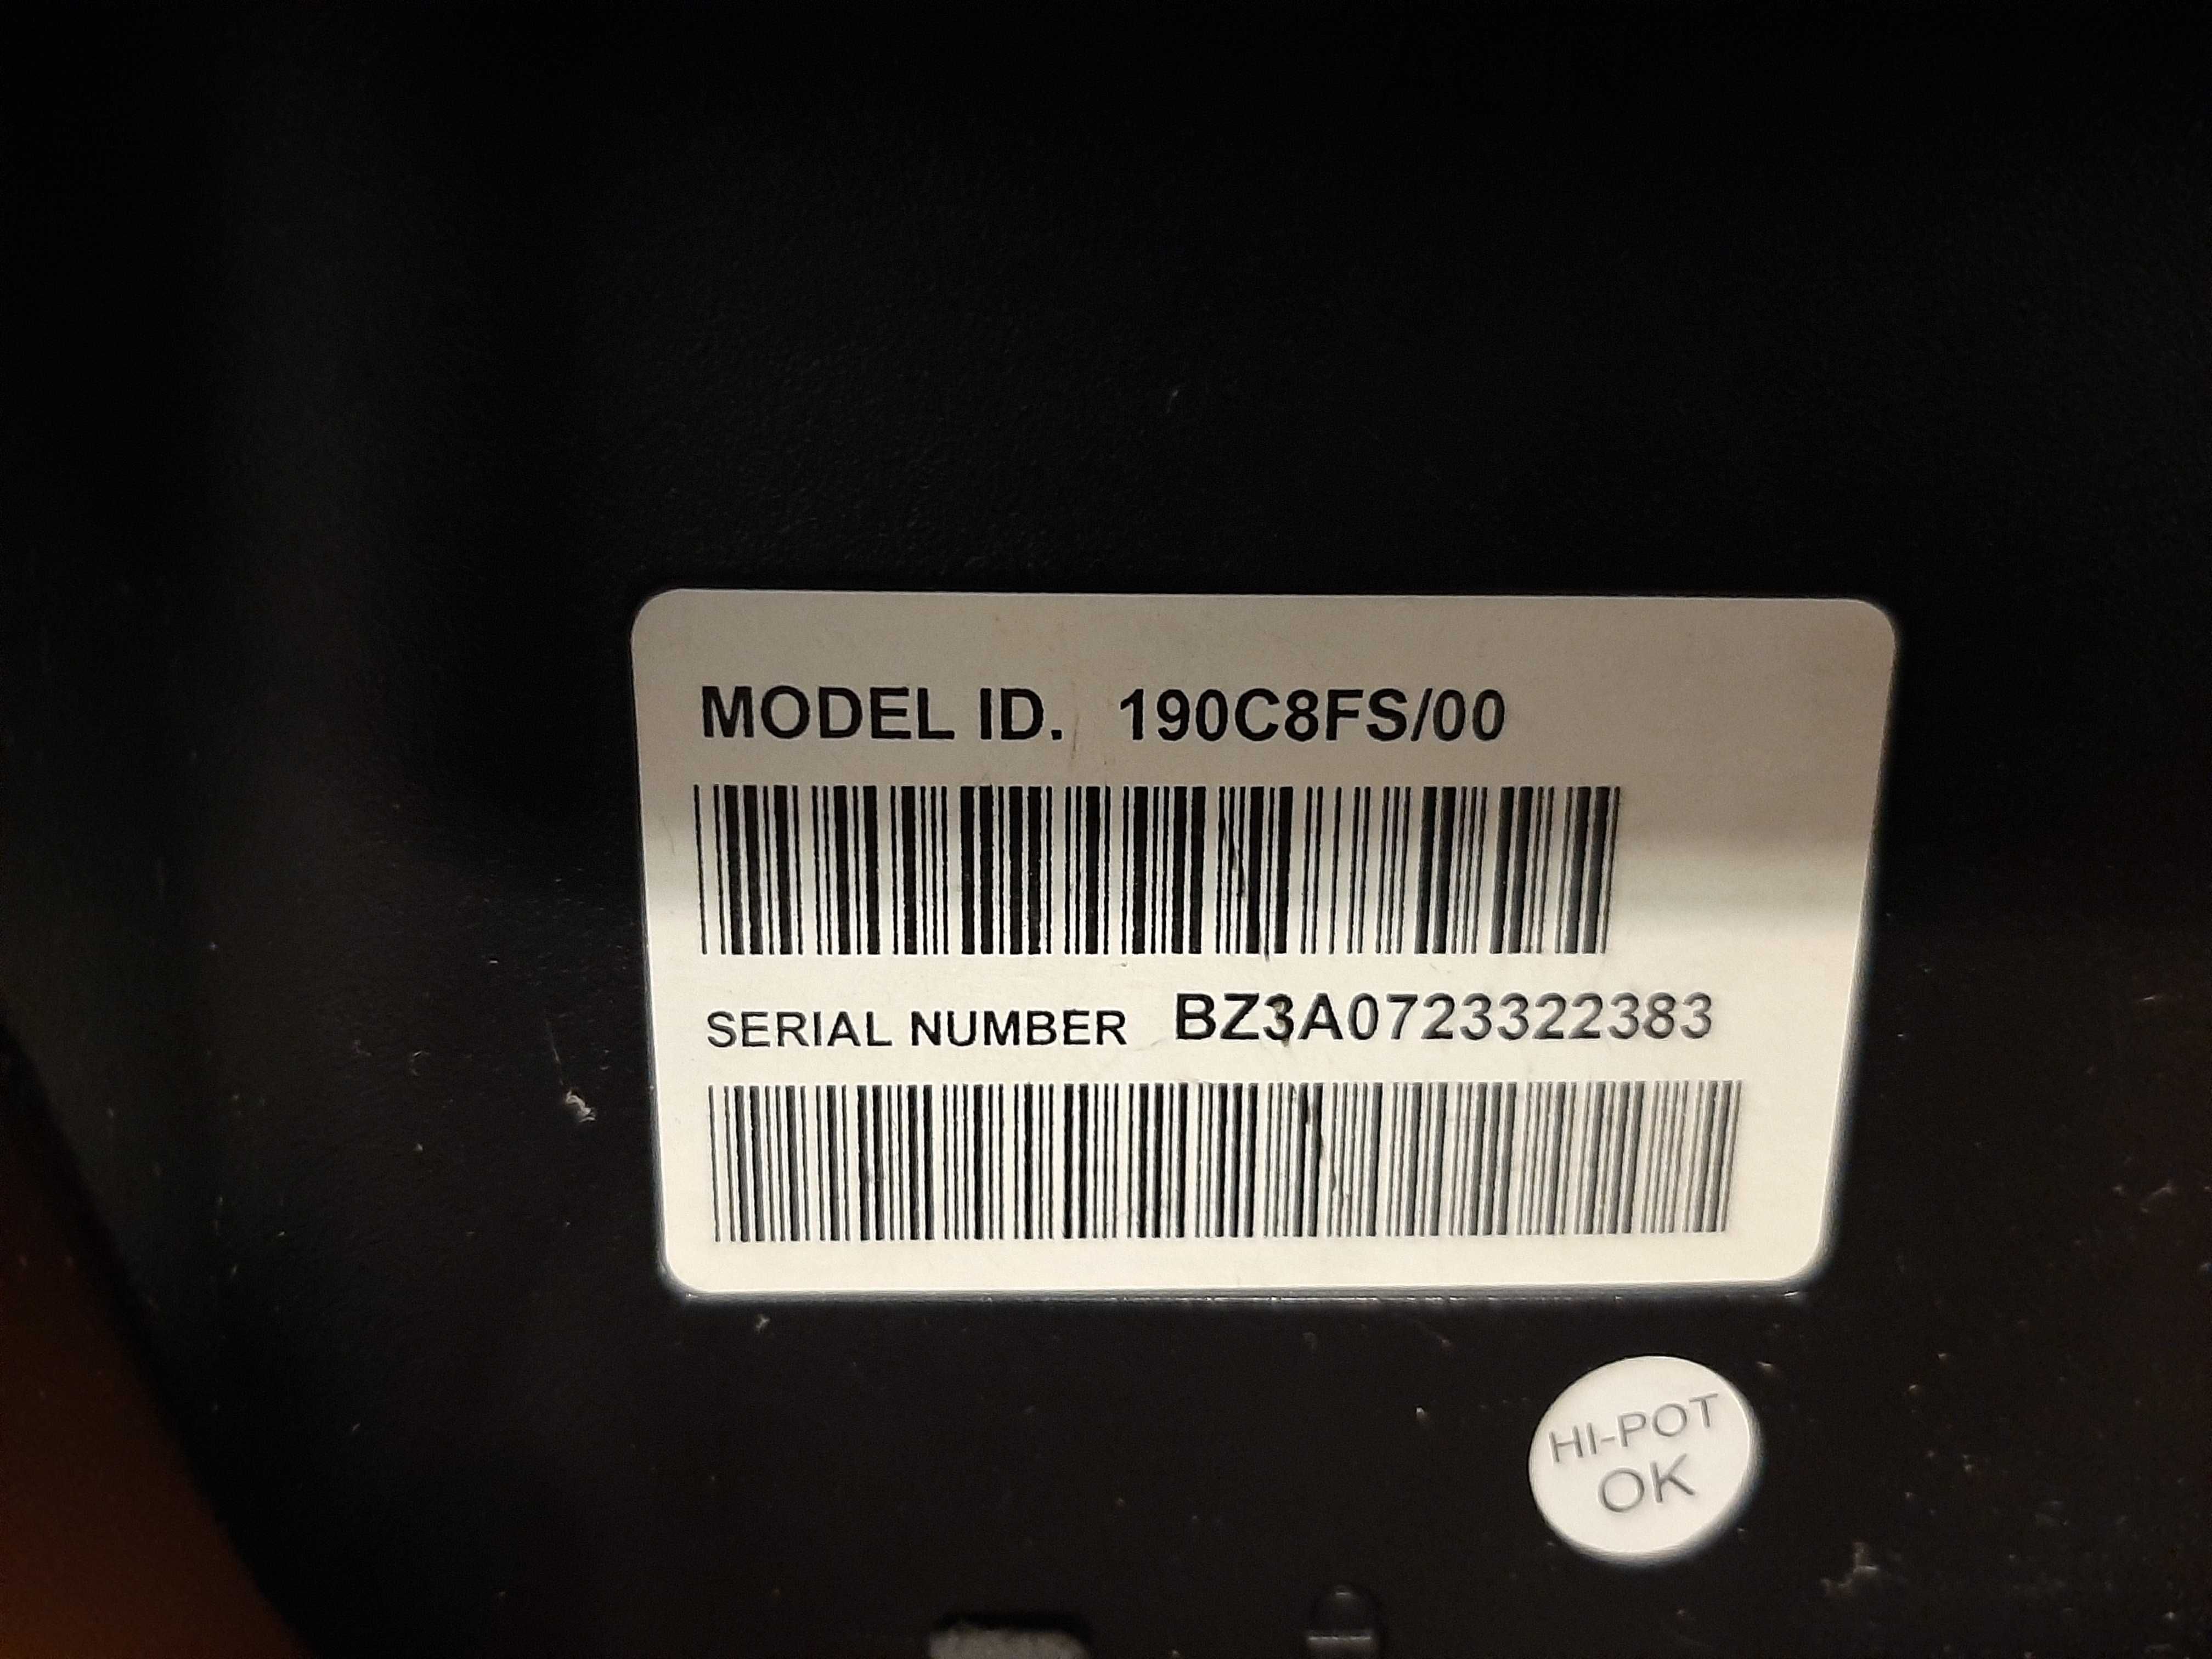 MODEL ID. 190C8FS/00
SERIAL NUMBER BZ3A0723322383
HI-POT
OK